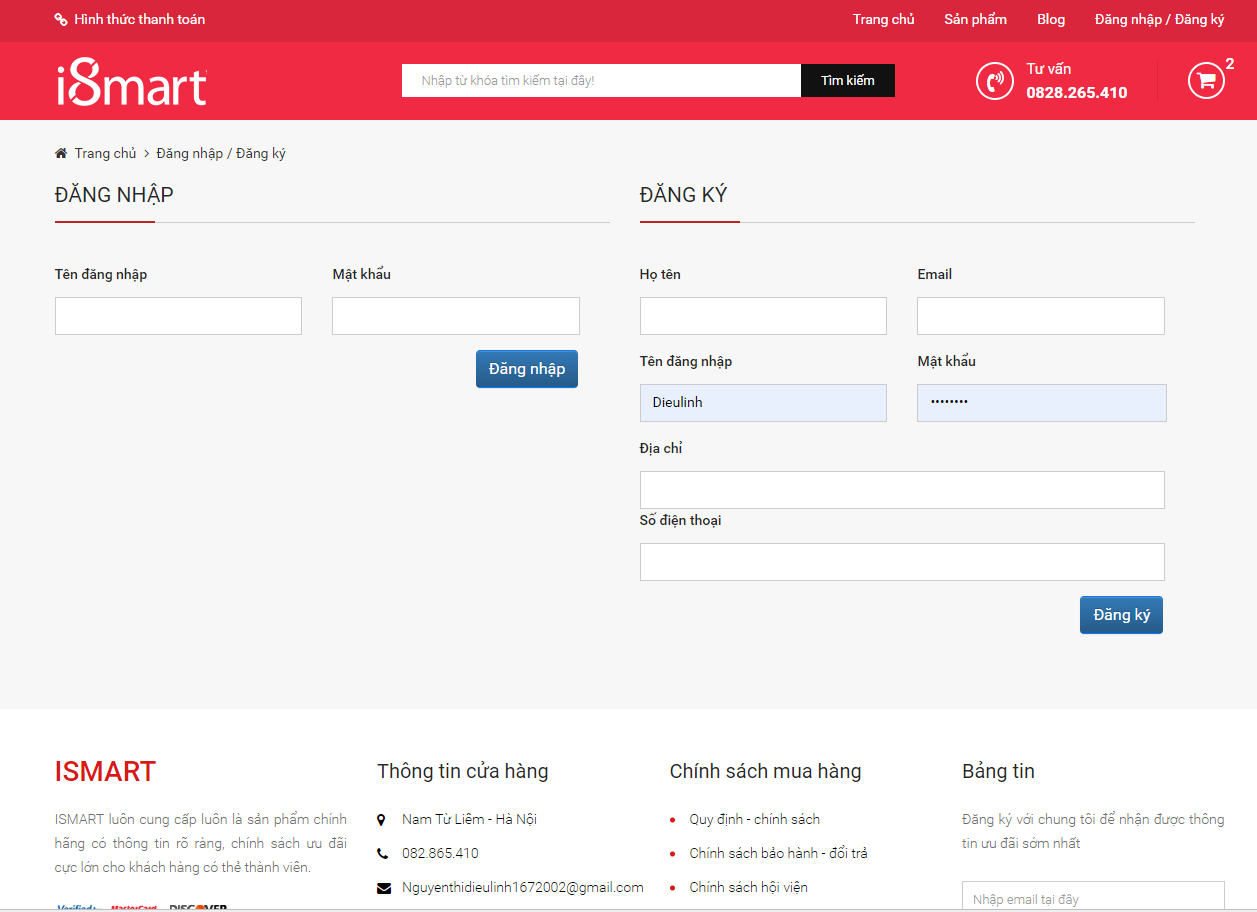 Hình thức thanh toán
Trang chủ Sản phẩm Blog Đăng nhập / Đăng ký
ismart
Nhập từ khóa tìm kiếm tại đây! Tìm kiếm
Tư vấn
0828.265.410
2
Trang chủ > Đăng nhập / Đăng ký
ĐĂNG NHẬP
Tên đăng nhập Mật khẩu
Đăng nhập
ĐĂNG KÝ
Họ tên Email
Tên đăng nhập Mật khẩu
Dieulinh ••••••••
Địa chỉ
Số điện thoại
Đăng ký
ISMART
ISMART luôn cung cấp luôn là sản phẩm chính
hãng có thông tin rõ ràng, chính sách ưu đãi
cực lớn cho khách hàng có thẻ thành viên.
Verified MasterCard DISCOVER
Thông tin cửa hàng
Nam Từ Liêm - Hà Nội
082.865.410
Nguyenthidieulinh1672002@gmail.com
Chính sách mua hàng
Quy định - chính sách
Chính sách bảo hành - đổi trả
Chính sách hội viện
Bảng tin
Đăng ký với chung tôi để nhận được thông
tin ưu đãi sớm nhất
Nhập email tại đây